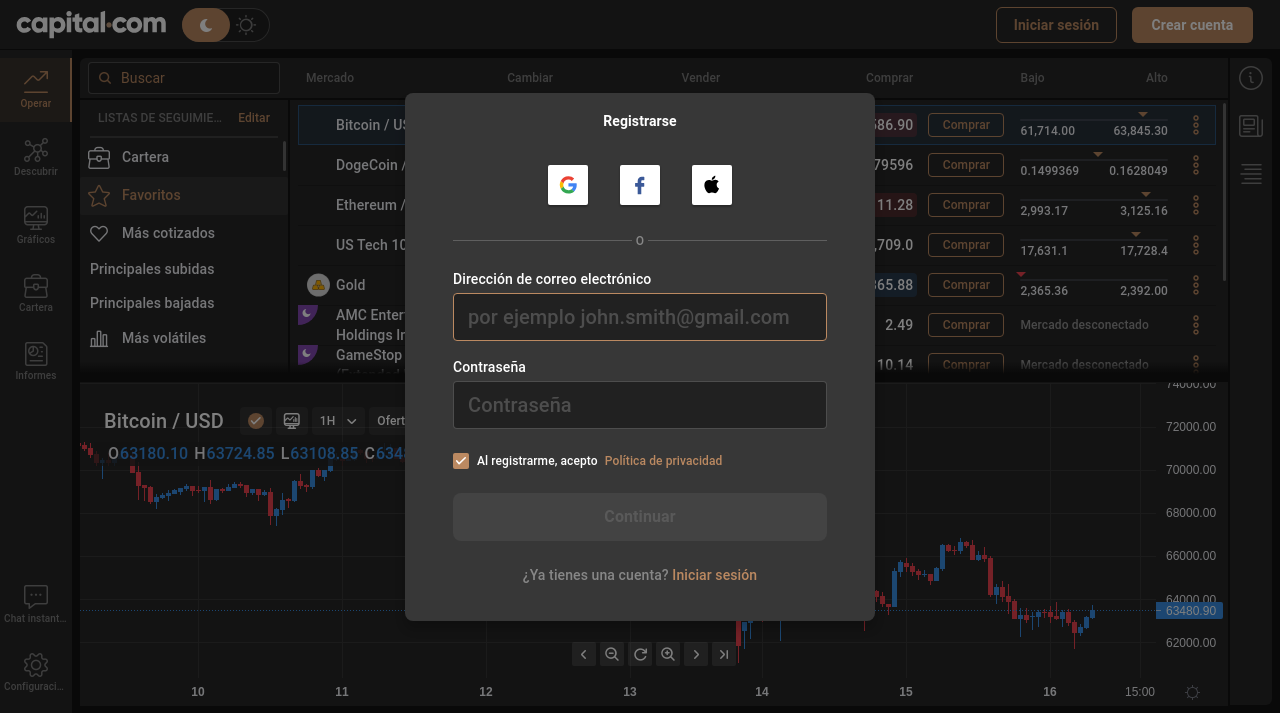 capital.com
Iniciar sesión
Crear cuenta
Operar
Descubrir
Gráficos
Cartera
Informes
Chat instant...
Configuraci...
Buscar
Mercado Cambiar Vender Comprar Bajo Alto
LISTAS DE SEGUIMIE... Editar
Cartera
Favoritos
Más cotizados
Principales subidas
Principales bajadas
Más volátiles
Bitcoin / US 586.90 Comprar 61,714.00 63,845.30
DogeCoin / 79596 Comprar 0.1499369 0.1628049
Ethereum / 11.28 Comprar 2,993.17 3,125.16
US Tech 10 ,709.0 Comprar 17,631.1 17,728.4
Gold 365.88 Comprar 2,365.36 2,392.00
AMC Enter
Holdings In 2.49 Comprar Mercado desconectado
GameStop 10.14 Comprar Mercado desconectado
Registrarse
O
Dirección de correo electrónico
por ejemplo john.smith@gmail.com
Contraseña
Contraseña
Al registrarme, acepto Política de privacidad
Continuar
¿Ya tienes una cuenta? Iniciar sesión
Bitcoin / USD 1H Ofert
O63180.10 H63724.85 L63108.85 C634
74000.00
72000.00
70000.00
68000.00
66000.00
64000.00
63480.90
62000.00
10 11 12 13 14 15 16 15:00